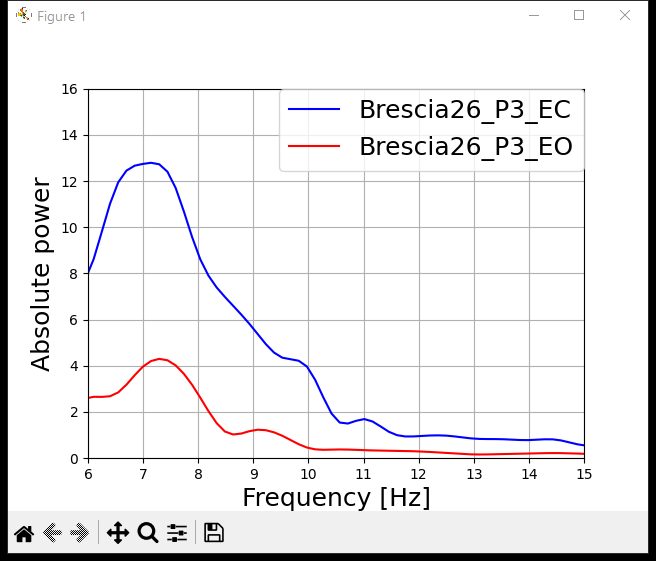 Figure 1
16
14
12
10
8
6
4
2
0
Absolute power
Brescia26_P3_EC
Brescia26_P3_EO
6 7 8 9 10 11 12 13 14 15
Frequency [Hz]